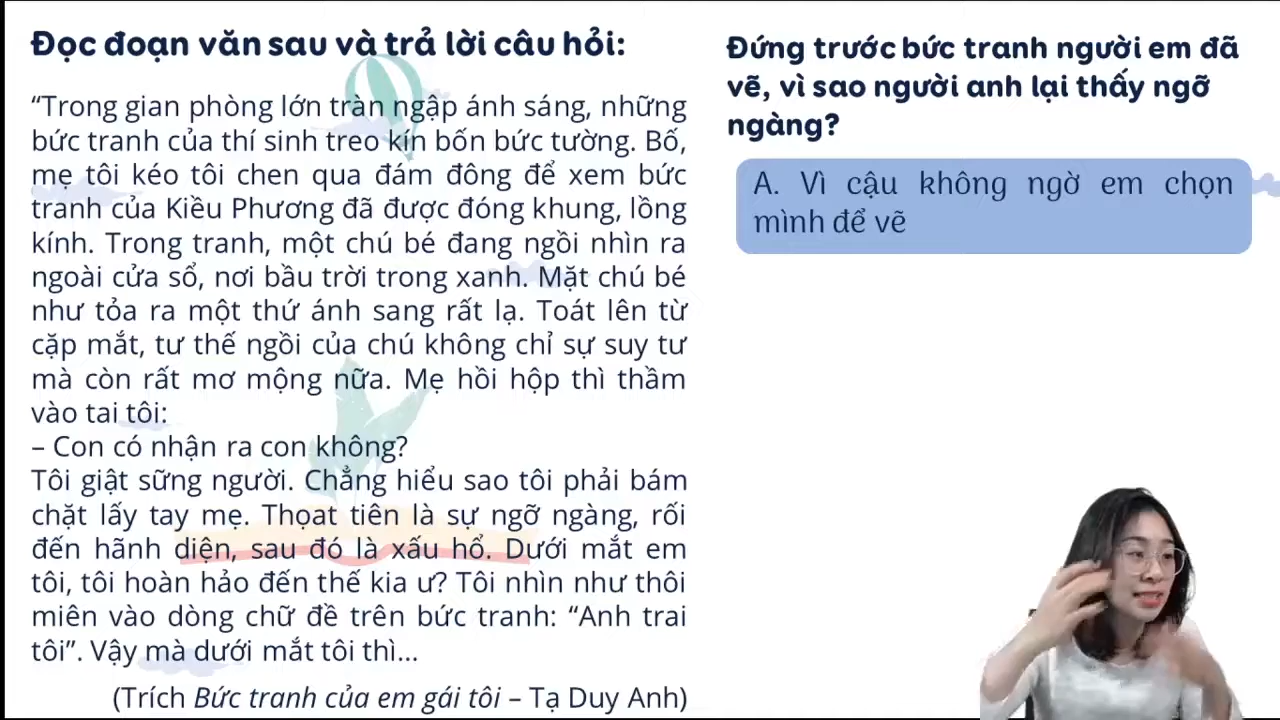 Đọc đoạn văn sau và trả lời câu hỏi:
“Trong gian phòng lớn tràn ngập ánh sáng, những
bức tranh của thí sinh treo kín bốn bức tường. Bố,
mẹ tôi kéo tôi chen qua đám đông để xem bức
tranh của Kiều Phương đã được đóng khung, lồng
kính. Trong tranh, một chú bé đang ngồi nhìn ra
ngoài cửa sổ, nơi bầu trời trong xanh. Mặt chú bé
như tỏa ra một thứ ánh sang rất lạ. Toát lên từ
cặp mắt, tư thế ngồi của chú không chỉ sự suy tư
mà còn rất mơ mộng nữa. Mẹ hồi hộp thì thầm
vào tai tôi:
– Con có nhận ra con không?
Tôi giật sững người. Chẳng hiểu sao tôi phải bám
chặt lấy tay mẹ. Thọat tiên là sự ngỡ ngàng, rối
đến hãnh diện, sau đó là xấu hổ. Dưới mắt em
tôi, tôi hoàn hảo đến thế kia ư? Tôi nhìn như thôi
miên vào dòng chữ đề trên bức tranh: “Anh trai
tôi”. Vậy mà dưới mắt tôi thì...
(Trích Bức tranh của em gái tôi – Tạ Duy Anh)
Đứng trước bức tranh người em đã
vẽ, vì sao người anh lại thấy ngỡ
ngàng?
A. Vì cậu không ngờ em chọn
mình để vẽ